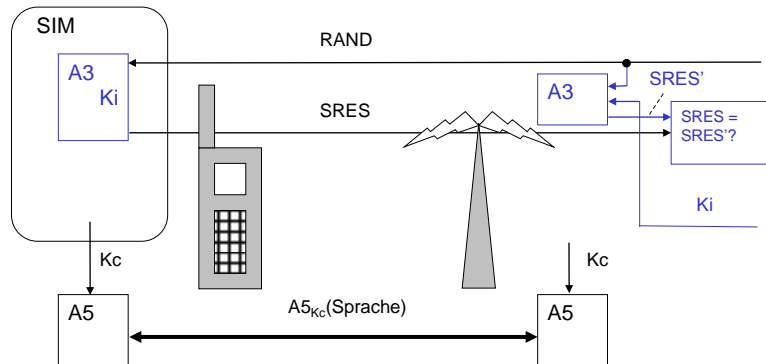 SIM
RAND
A3
Ki
A3
SRES'
SRES
SRES =
SRES'?
Ki
Kc
Kc
A5
A5Kc(Sprache)
A5